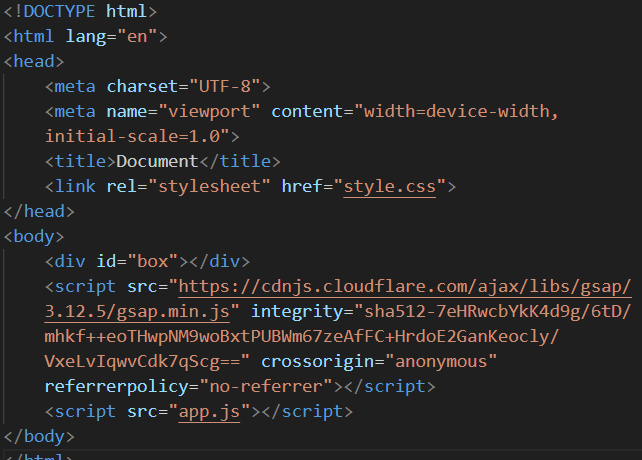 <!DOCTYPE html>
<html lang="en">
<head>
    <meta charset="UTF-8">
    <meta name="viewport" content="width=device-width,
    initial-scale=1.0">
    <title>Document</title>
    <link rel="stylesheet" href="style.css">
</head>
<body>
    <div id="box"></div>
    <script src="https://cdnjs.cloudflare.com/ajax/libs/gsap/
    3.12.5/gsap.min.js" integrity="sha512-7eHRwcbYkK4d9g/6tD/
    mhkf++eoTHwpNM9woBxtPUBWm67zeAfFC+HrdoE2GanKeocly/
    VxeLvIqwvCdk7qScg==" crossorigin="anonymous"
    referrerpolicy="no-referrer"></script>
    <script src="app.js"></script>
</body>
</html>